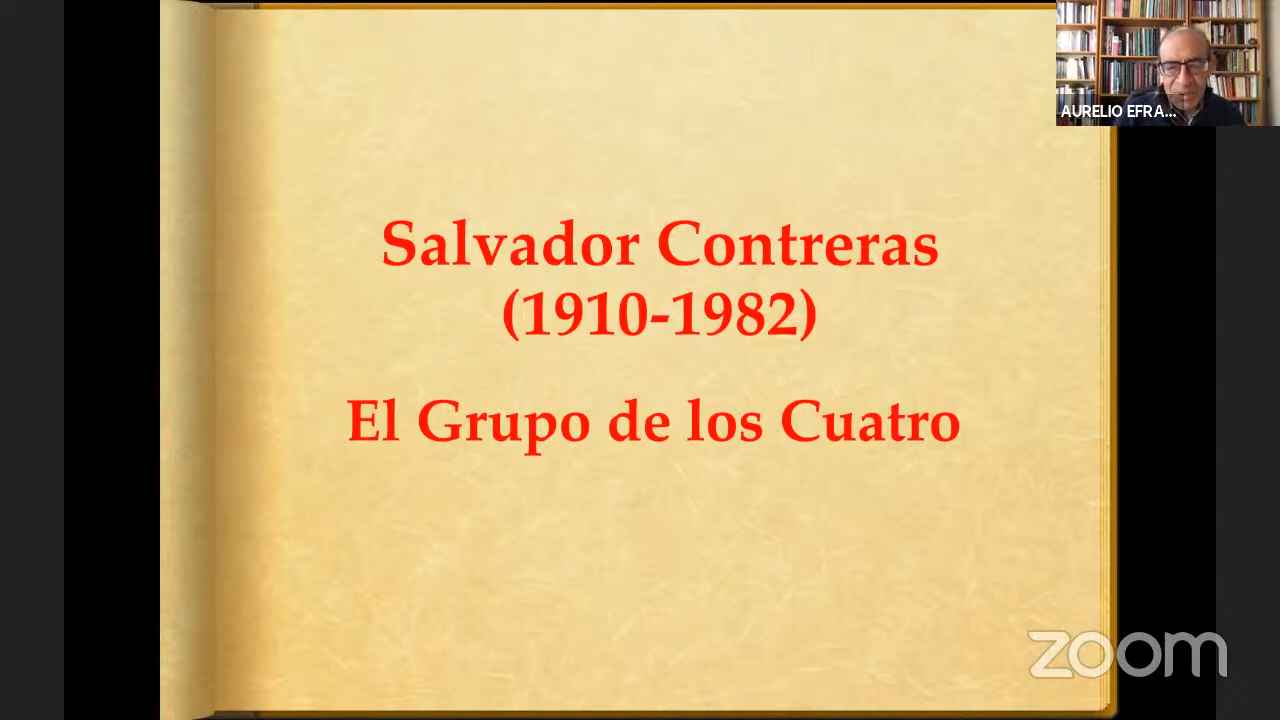 AURELIO EFRA...
Salvador Contreras
(1910-1982)
El Grupo de los Cuatro
zoom